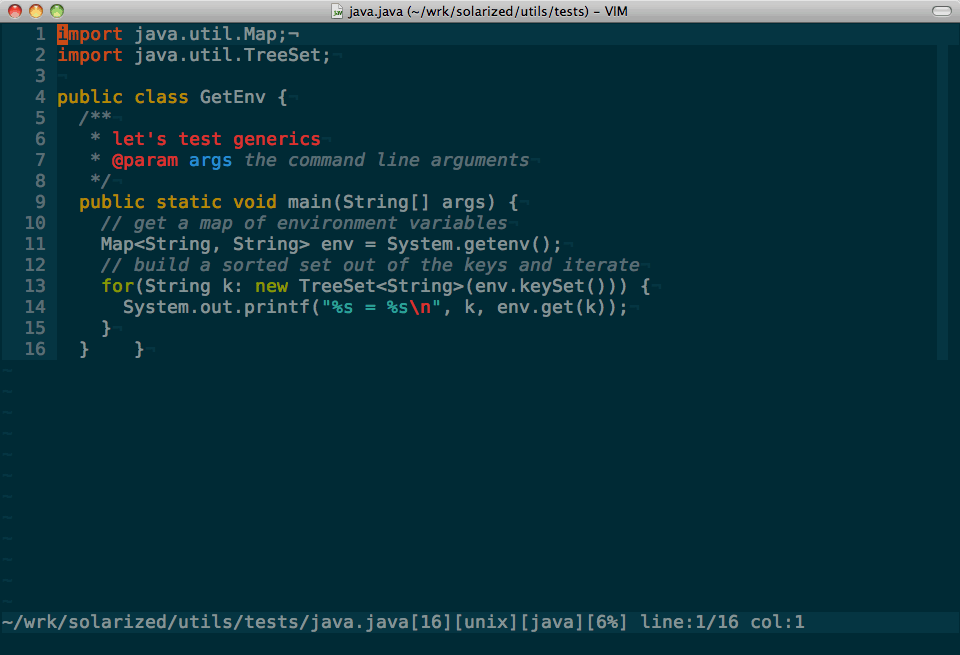 java.java (~/wrk/solarized/utils/tests) – VIM
1 import java.util.Map;¬
2 import java.util.TreeSet;¬
3 ¬
4 public class GetEnv {¬
5   /**¬
6    * let's test generics¬
7    * @param args the command line arguments¬
8    */¬
9   public static void main(String[] args) {¬
10     // get a map of environment variables¬
11     Map<String, String> env = System.getenv();¬
12     // build a sorted set out of the keys and iterate¬
13     for(String k: new TreeSet<String>(env.keySet())) {¬
14       System.out.printf("%s = %s\n", k, env.get(k));¬
15     }¬
16   }    }¬
~
~
~
~
~
~
~
~
~
~
~
~
~/wrk/solarized/utils/tests/java.java[16][unix][java][6%] line:1/16 col:1